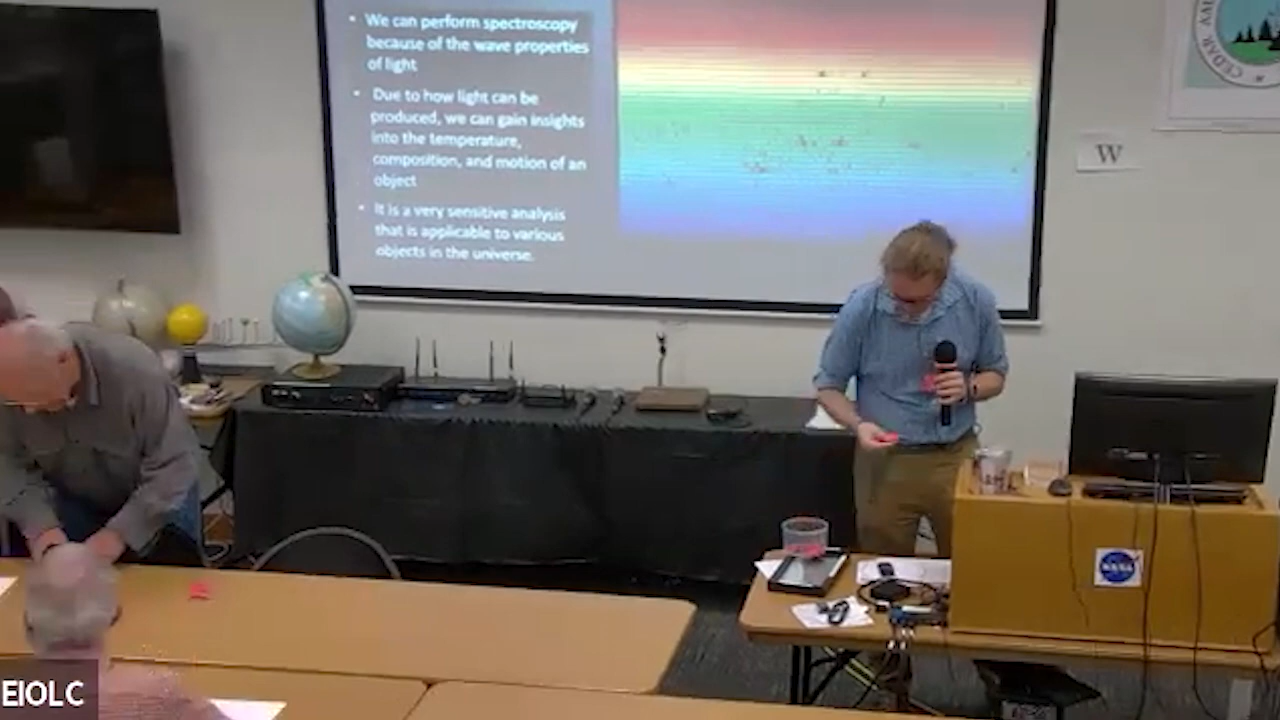 • We can perform spectroscopy
because of the wave properties
of light
• Due to how light can be
produced, we can gain insights
into the temperature,
composition, and motion of an
object
• It is a very sensitive analysis
that is applicable to various
objects in the universe.
CEDAR AM
W
NASA
EIOLC